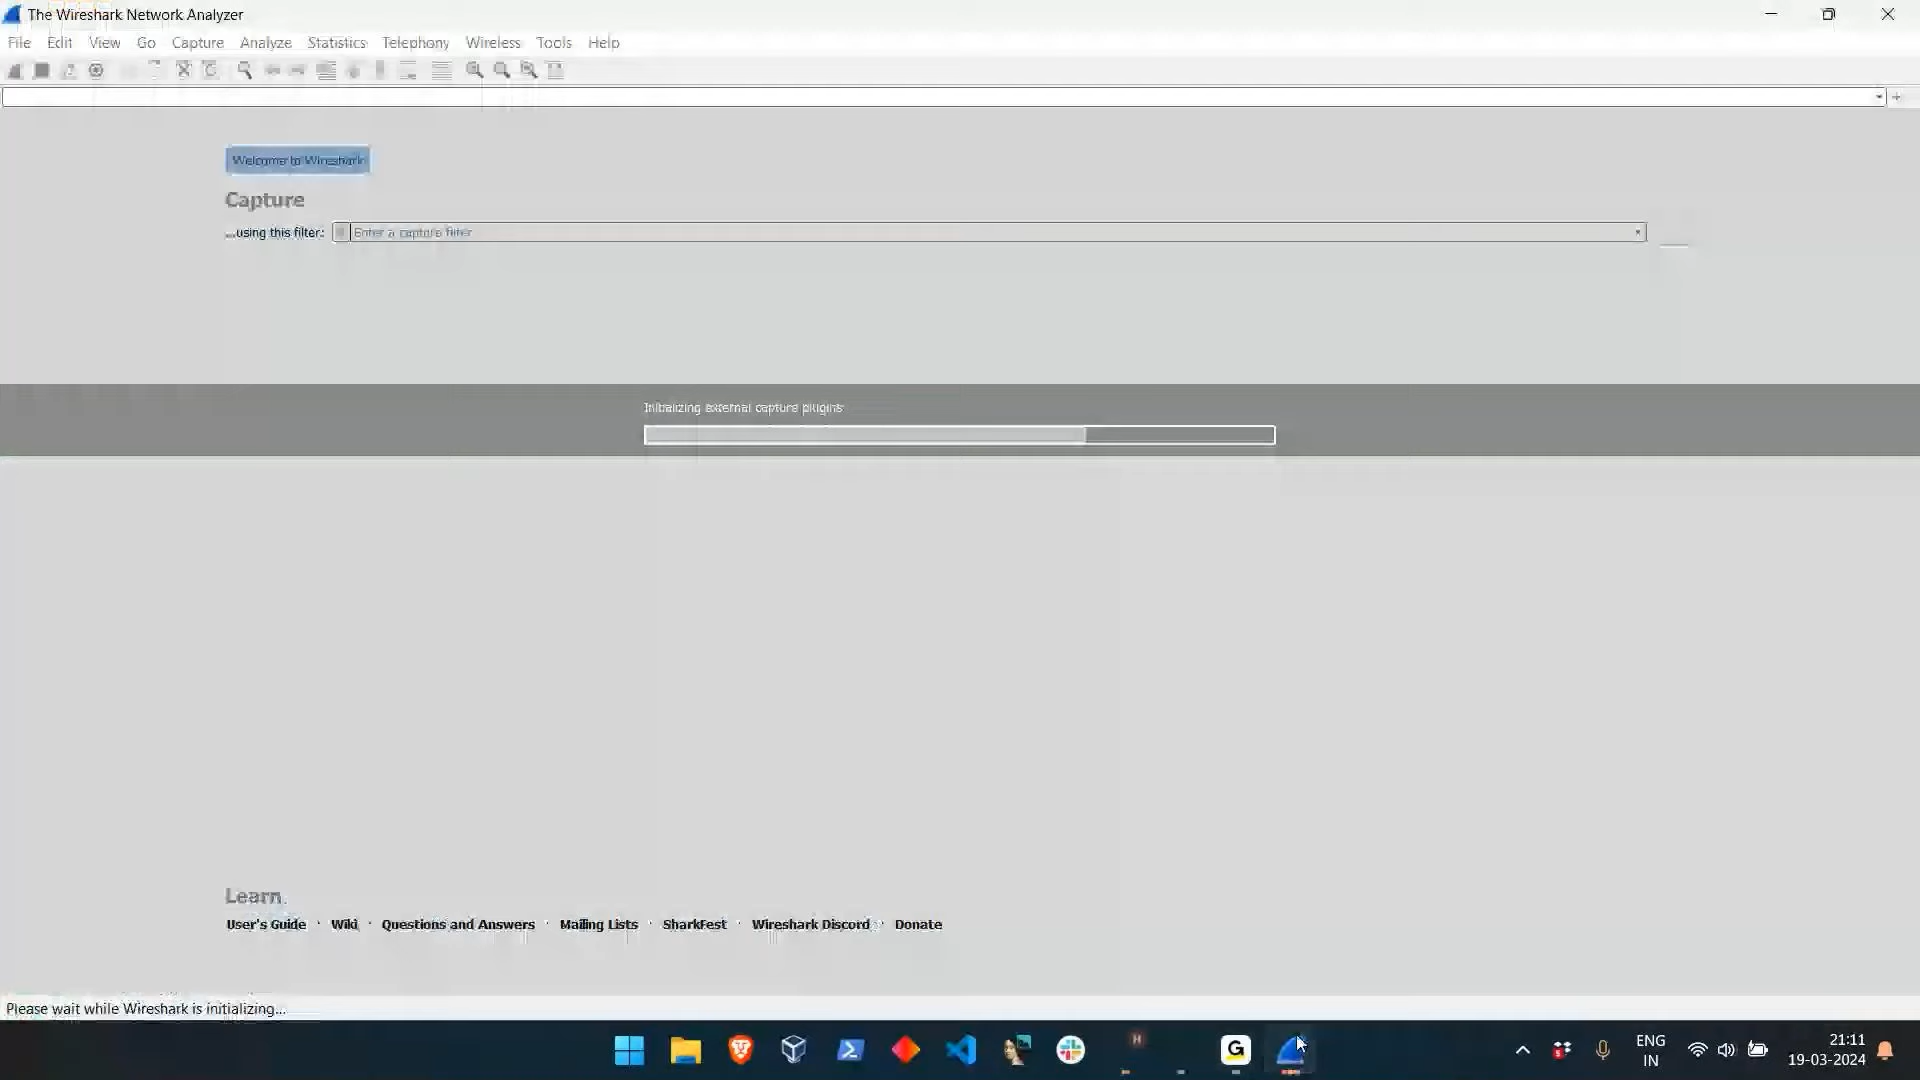 The Wireshark Network Analyzer
File Edit View Go Capture Analyze Statistics Telephony Wireless Tools Help
Welcome to Wireshark
Capture
...using this filter: Enter a capture filter
Initializing external capture plugins
Learn
User's Guide · Wiki · Questions and Answers · Mailing Lists · SharkFest · Wireshark Discord · Donate
Please wait while Wireshark is initializing...
H
G
ENG
IN
21:11
19-03-2024